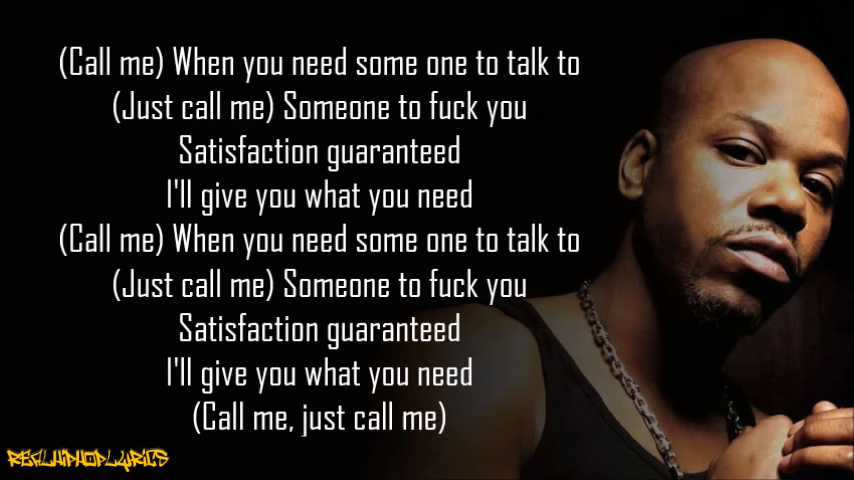 (Call me) When you need some one to talk to
(Just call me) Someone to fuck you
Satisfaction guaranteed
I'll give you what you need
(Call me) When you need some one to talk to
(Just call me) Someone to fuck you
Satisfaction guaranteed
I'll give you what you need
(Call me, just call me)
REALHIPHOPLYRICS